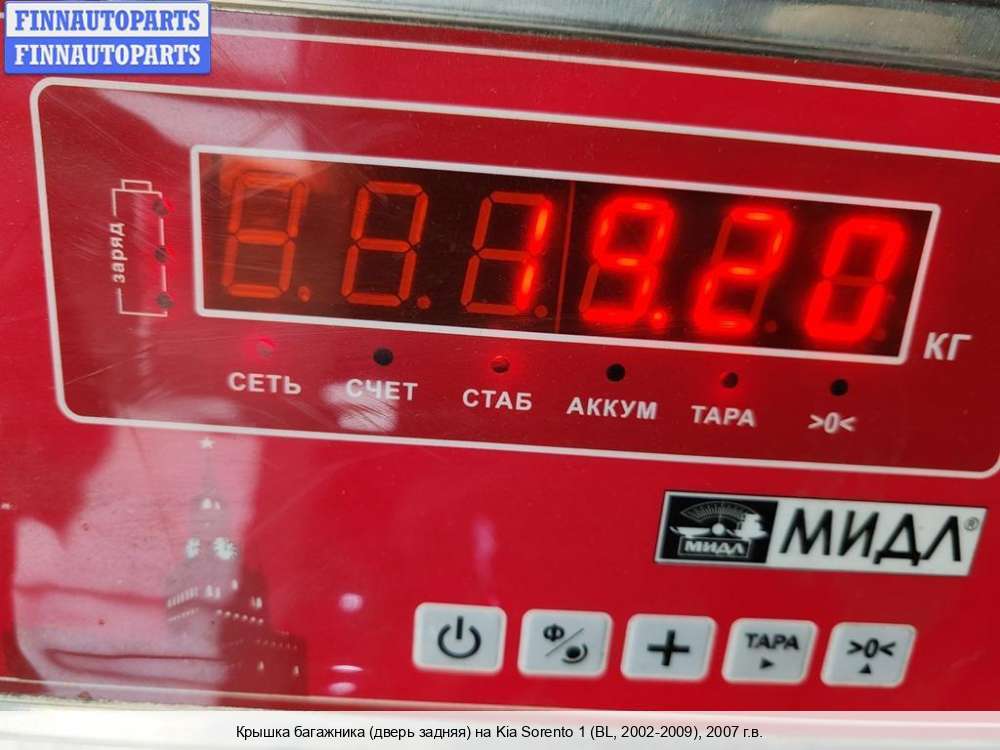 FINNAUTOPARTS
FINNAUTOPARTS
заряд
19.20
КГ
СЕТЬ СЧЕТ СТАБ АККУМ ТАРА >0<
МИДЛ МИДЛ®
Ф
ТАРА
>0<
Крышка багажника (дверь задняя) на Kia Sorento 1 (BL, 2002-2009), 2007 г.в.